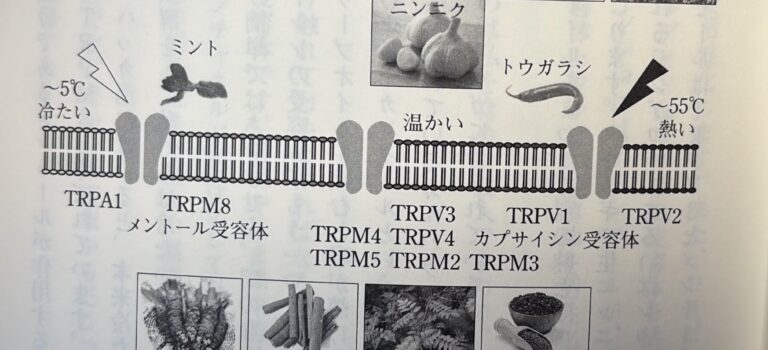 ニンニク
ミント
トウガラシ
～5℃
冷たい
温かい
～55℃
熱い
TRPA1
TRPM8
メントール受容体
TRPV3
TRPM4 TRPV4
TRPM5 TRPM2 TRPM3
TRPV1
カプサイシン受容体
TRPV2